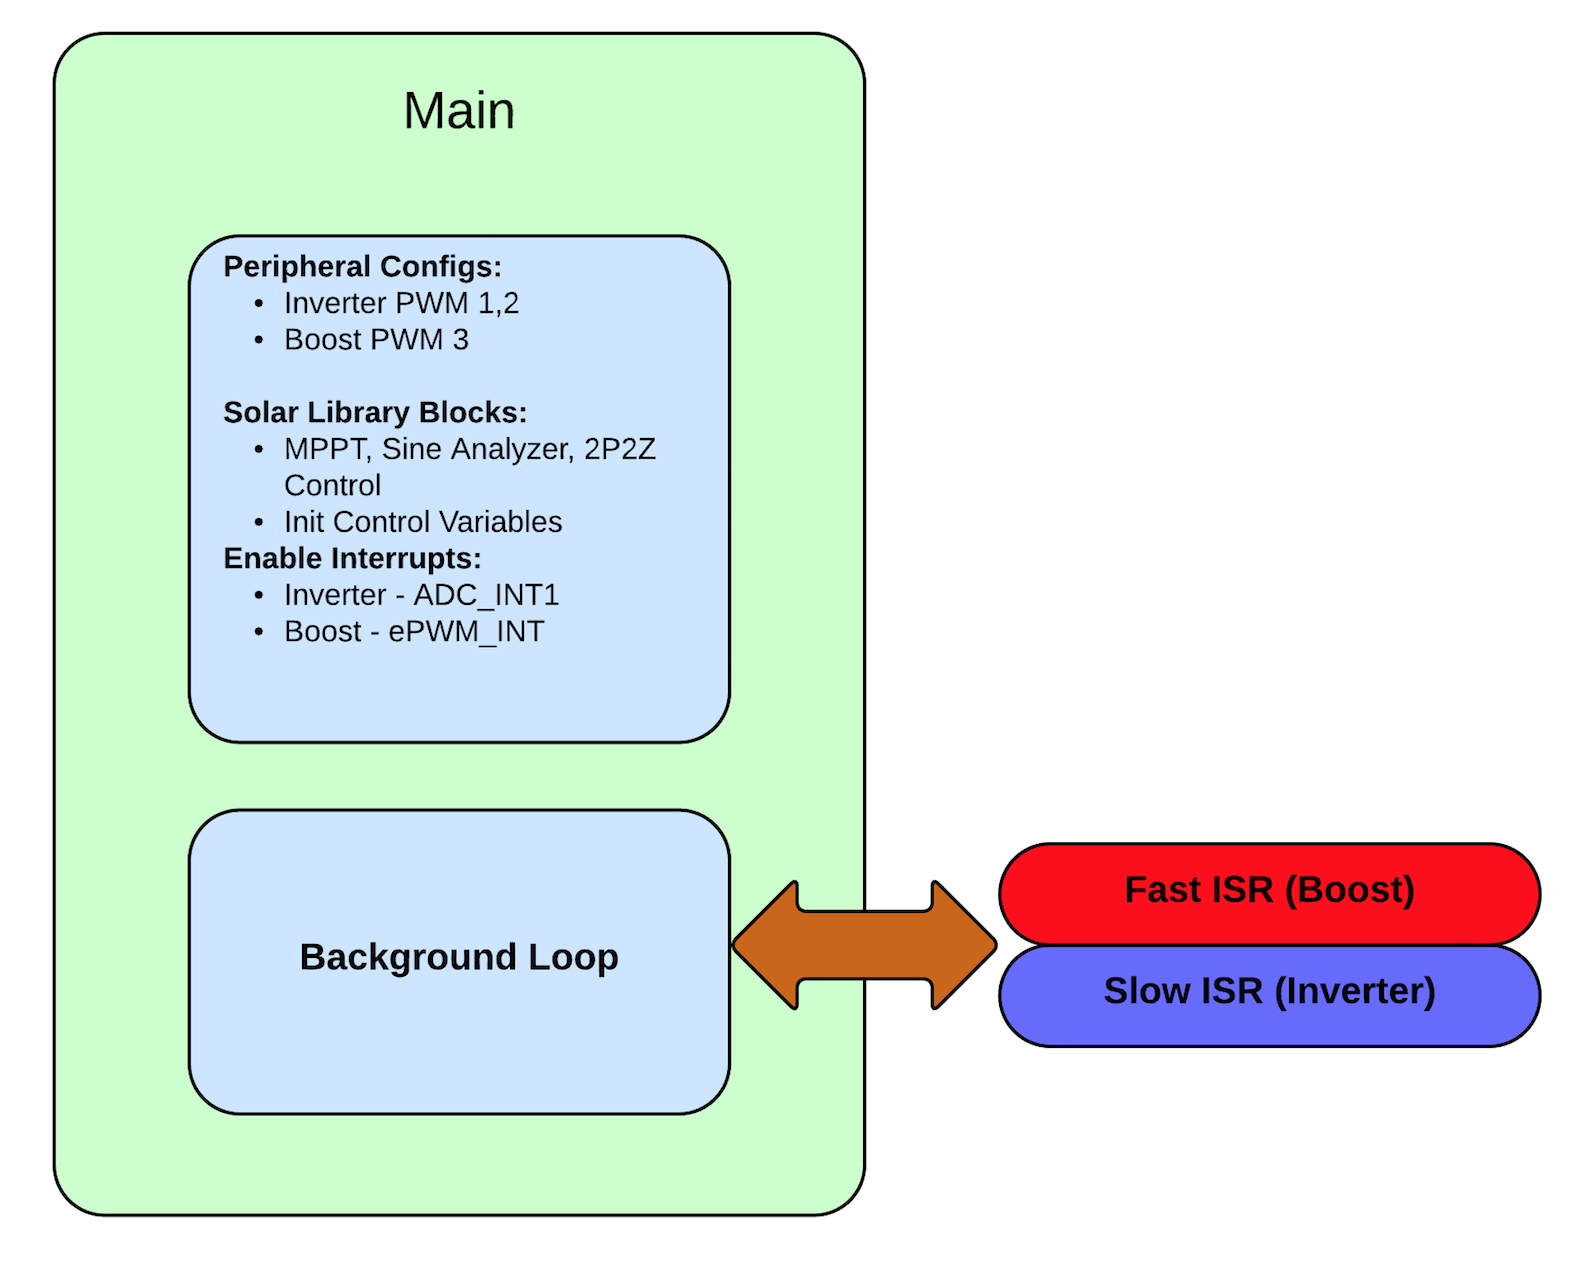 Main
Peripheral Configs:
• Inverter PWM 1,2
• Boost PWM 3
Solar Library Blocks:
• MPPT, Sine Analyzer, 2P2Z
Control
• Init Control Variables
Enable Interrupts:
• Inverter - ADC_INT1
• Boost - ePWM_INT
Background Loop
Fast ISR (Boost)
Slow ISR (Inverter)